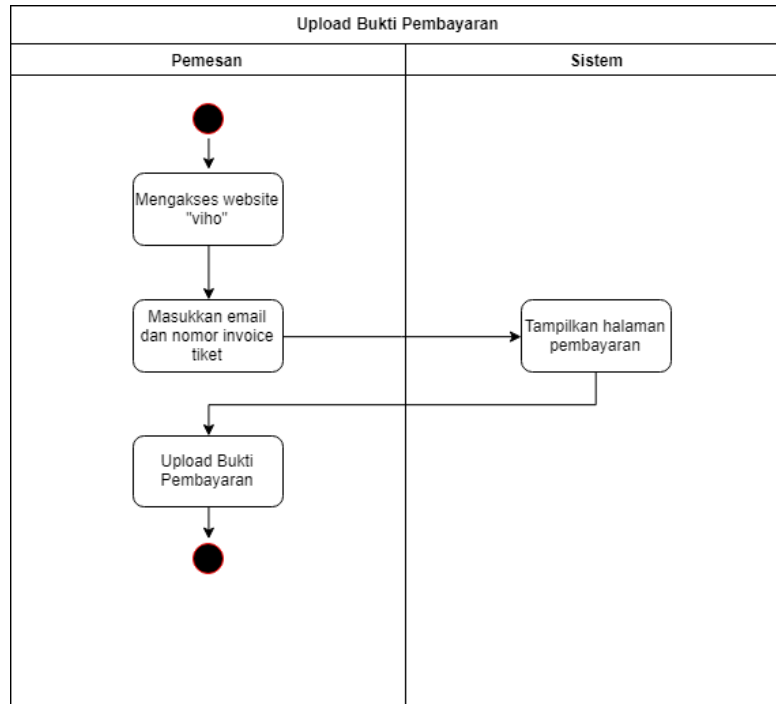 Upload Bukti Pembayaran
Pemesan
Sistem
Mengakses website
"viho"
Masukkan email
dan nomor invoice
tiket
Tampilkan halaman
pembayaran
Upload Bukti
Pembayaran